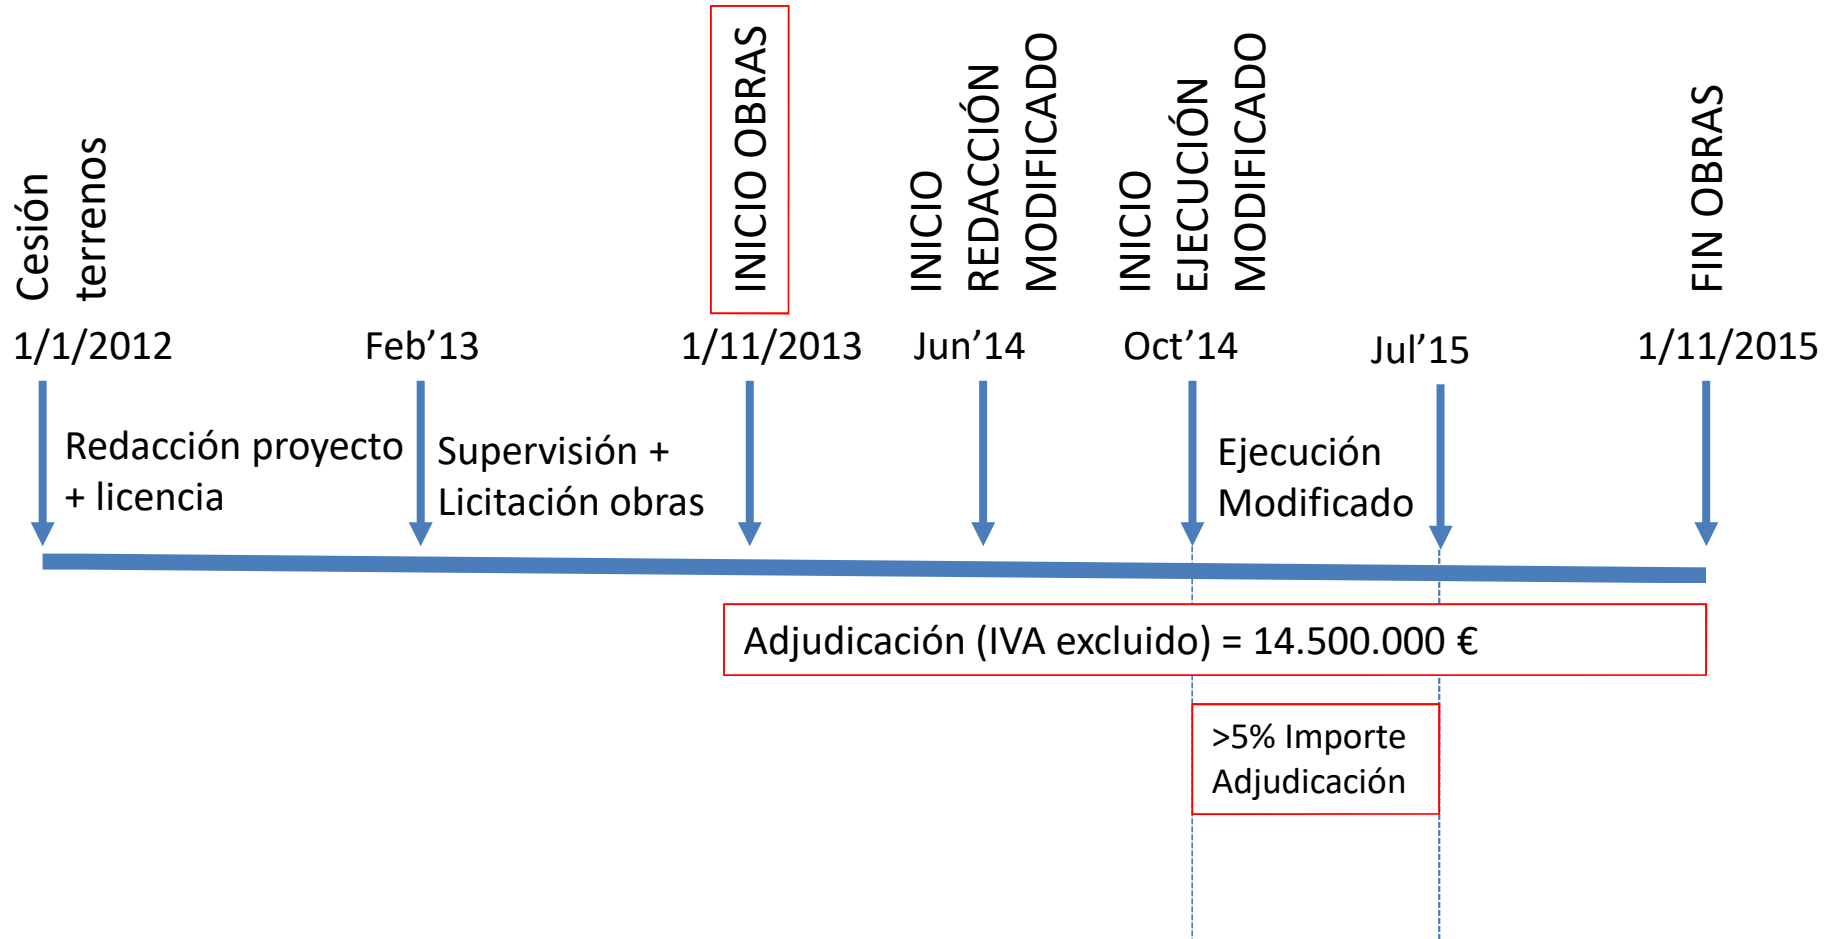 Cesión
terrenos
INICIO OBRAS
INICIO
REDACCIÓN
MODIFICADO
INICIO
EJECUCIÓN
MODIFICADO
FIN OBRAS
1/1/2012
Feb’13
1/11/2013
Jun’14
Oct’14
Jul’15
1/11/2015
Redacción proyecto
+ licencia
Supervisión +
Licitación obras
Ejecución
Modificado
Adjudicación (IVA excluido) = 14.500.000 €
>5% Importe
Adjudicación